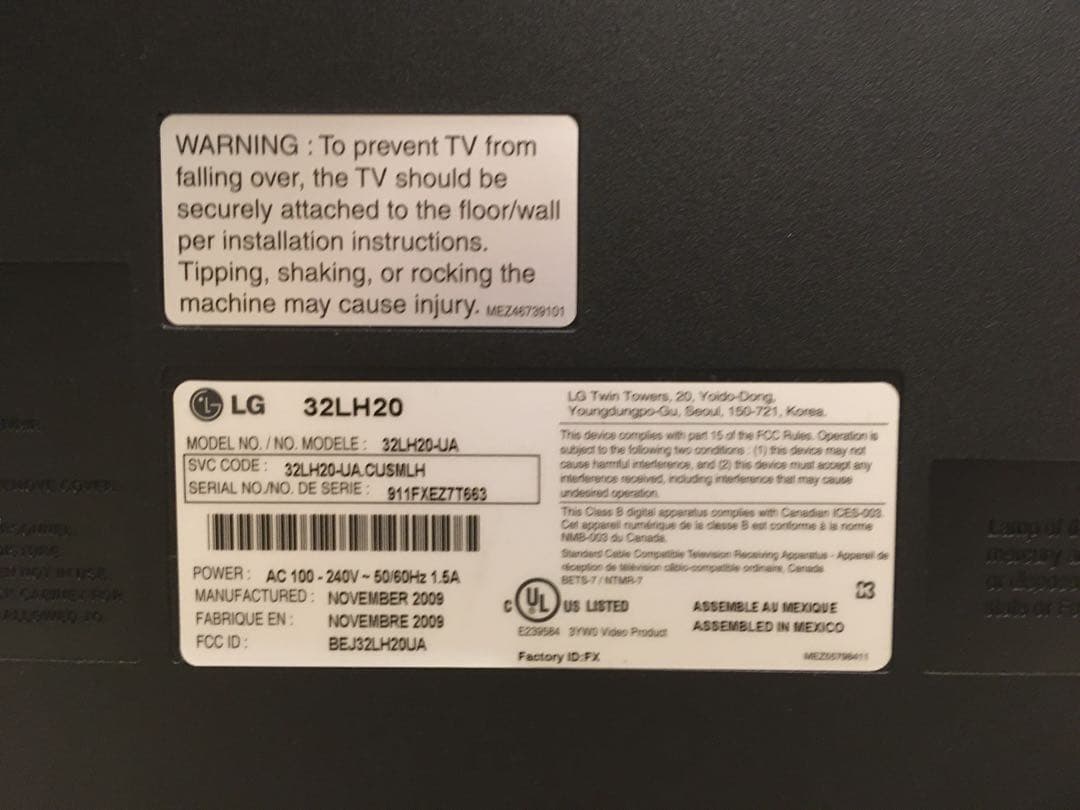 WARNING : To prevent TV from
falling over, the TV should be
securely attached to the floor/wall
per installation instructions.
Tipping, shaking, or rocking the
machine may cause injury. MEZ46739101
LG 32LH20
MODEL NO. / NO. MODELE : 32LH20-UA
SVC CODE : 32LH20-UA.CUSMLH
SERIAL NO./NO. DE SERIE : 911FXEZ7T663
POWER : AC 100 - 240V ~ 50/60Hz 1.5A
MANUFACTURED : NOVEMBER 2009
FABRIQUE EN : NOVEMBRE 2009
FCC ID : BEJ32LH20UA
LG Twin Towers, 20, Yoido-Dong,
Youngdungpo-Gu, Seoul, 150-721, Korea.
This device complies with part 15 of the FCC Rules. Operation is
subject to the following two conditions : (1) this device may not
cause harmful interference, and (2) this device must accept any
interference received, including interference that may cause
undesired operation.
This Class B digital apparatus complies with Canadian ICES-003.
Cet appareil numérique de la classe B est conforme à la norme
NMB-003 du Canada.
Standard Cable Compatible Television Receiving Apparatus - Appareil de
réception de télévision câblo-compatible ordinaire, Canada
BETS-7 / NTMR-7
C UL US LISTED
E239584 3YW0 Video Product
Factory ID:FX
ASSEMBLE AU MEXIQUE
ASSEMBLED IN MEXICO
REMOVE COVER
Lamp of